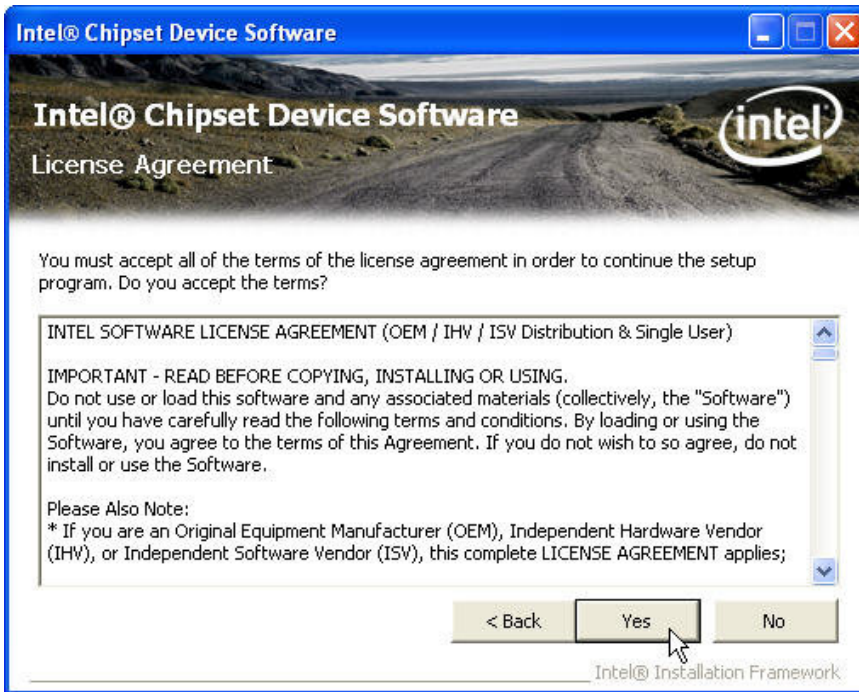 Intel® Chipset Device Software
Intel® Chipset Device Software
intel
License Agreement
You must accept all of the terms of the license agreement in order to continue the setup
program. Do you accept the terms?
INTEL SOFTWARE LICENSE AGREEMENT (OEM / IHV / ISV Distribution & Single User)
IMPORTANT - READ BEFORE COPYING, INSTALLING OR USING.
Do not use or load this software and any associated materials (collectively, the "Software")
until you have carefully read the following terms and conditions. By loading or using the
Software, you agree to the terms of this Agreement. If you do not wish to so agree, do not
install or use the Software.
Please Also Note:
* If you are an Original Equipment Manufacturer (OEM), Independent Hardware Vendor
(IHV), or Independent Software Vendor (ISV), this complete LICENSE AGREEMENT applies;
< Back
Yes
No
Intel® Installation Framework